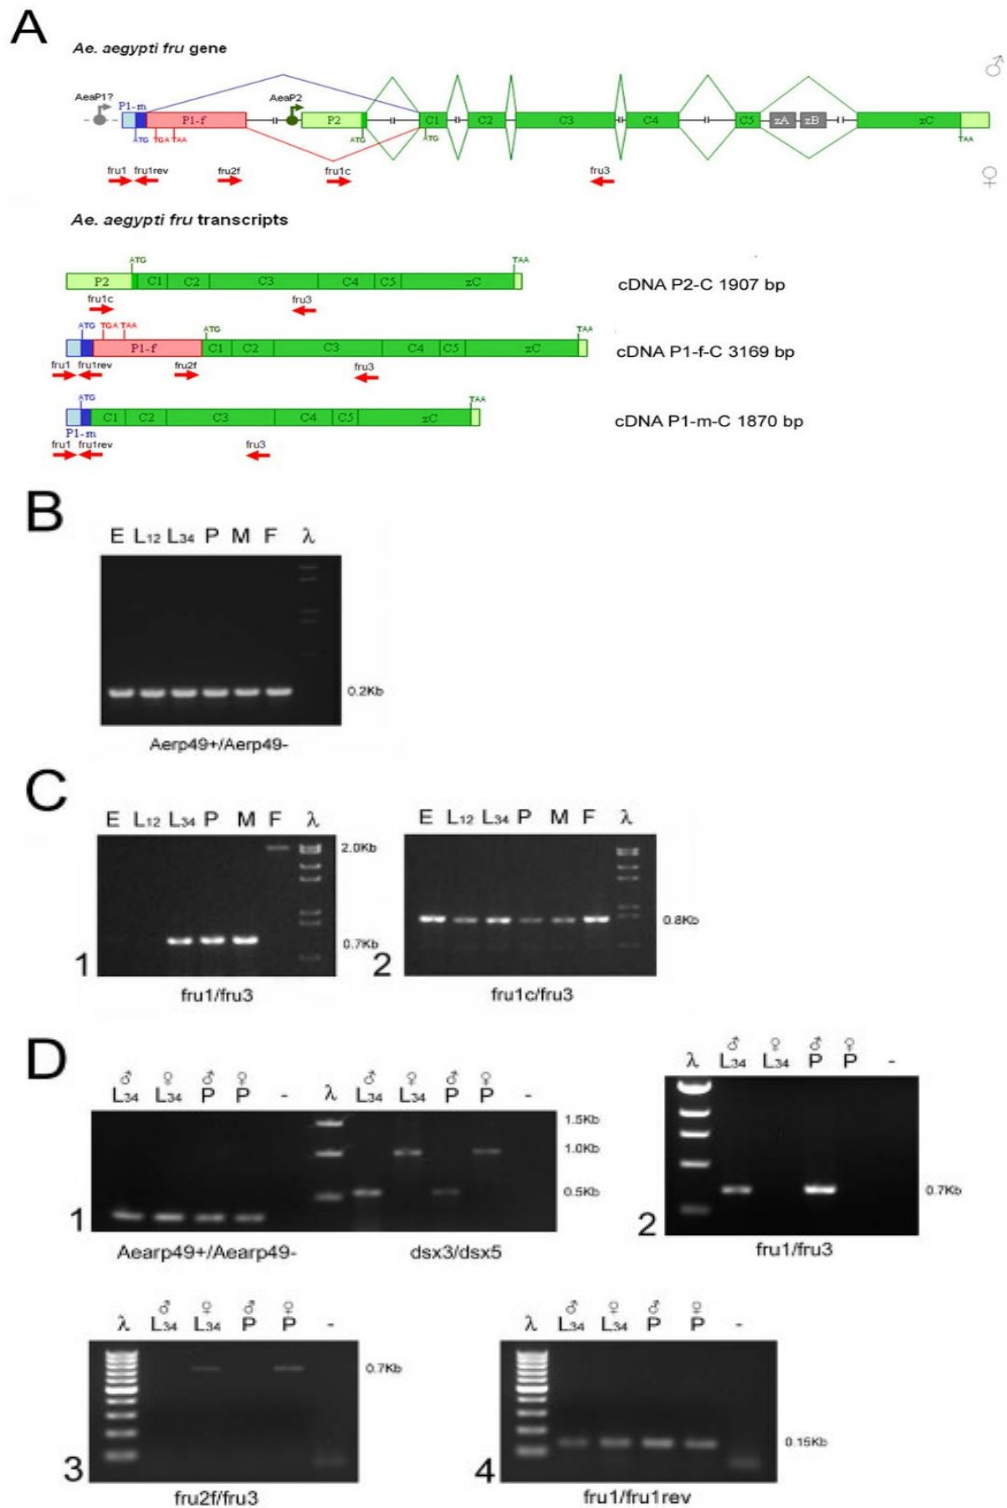 A
Ae. aegypti fru gene
♂
AeaP1?
P1-m
AeaP2
P1-f
P2
C1
C2
C3
C4
C5
zA
zB
zC
ATG
TGA TAA
ATG
ATG
TAA
fru1
fru1rev
fru2f
fru1c
fru3
♀
Ae. aegypti fru transcripts
ATG
TAA
P2
C1
C2
C3
C4
C5
zC
cDNA P2-C 1907 bp
fru1c
fru3
ATG
TGA TAA
ATG
TAA
P1-f
C1
C2
C3
C4
C5
zC
cDNA P1-f-C 3169 bp
fru1
fru1rev
fru2f
fru3
ATG
TAA
C1
C2
C3
C4
C5
zC
cDNA P1-m-C 1870 bp
P1-m
fru1
fru1rev
fru3
B
E L12 L34 P M F λ
0.2Kb
Aerp49+/Aerp49-
C
E L12 L34 P M F λ
2.0Kb
0.7Kb
1
fru1/fru3
E L12 L34 P M F λ
0.8Kb
2
fru1c/fru3
D
♂ ♀ ♂ ♀
L34 L34 P P -
♂ ♀ ♂ ♀
λ L34 L34 P P -
1.5Kb
1.0Kb
0.5Kb
1
Aearp49+/Aearp49-
dsx3/dsx5
♂ ♀ ♂ ♀
λ L34 L34 P P -
0.7Kb
2
fru1/fru3
♂ ♀ ♂ ♀
λ L34 L34 P P -
0.7Kb
3
fru2f/fru3
♂ ♀ ♂ ♀
λ L34 L34 P P -
0.15Kb
4
fru1/fru1rev